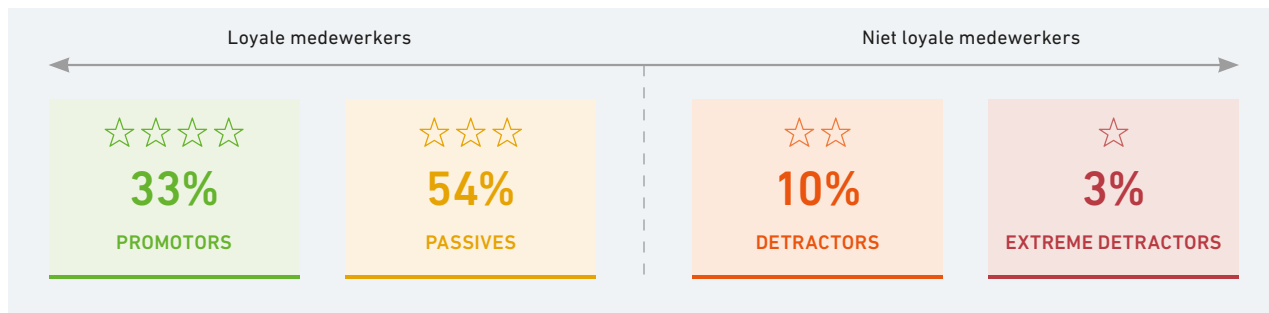 Loyale medewerkers
Niet loyale medewerkers
33%
PROMOTORS
54%
PASSIVES
10%
DETRACTORS
3%
EXTREME DETRACTORS